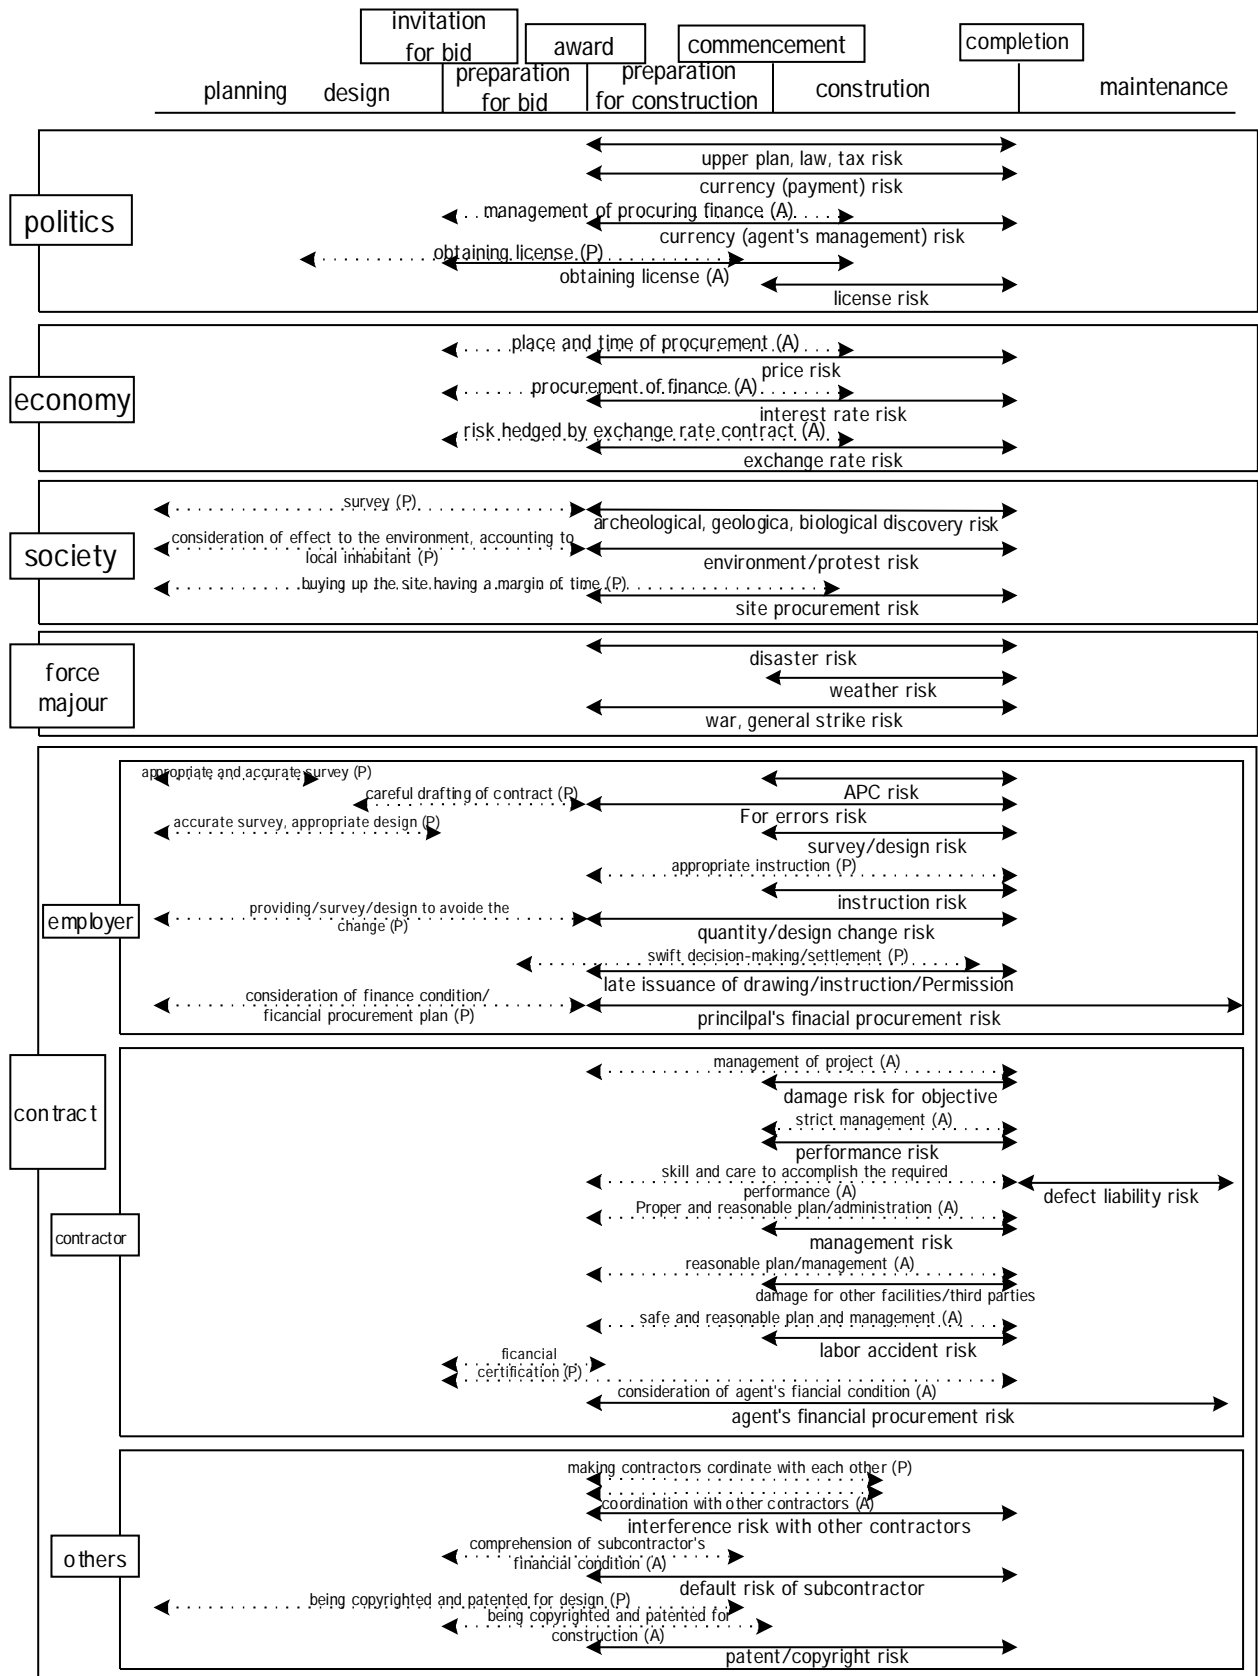 invitation
for bid
award
commencement
completion
planning
design
preparation
for bid
preparation
for construction
constrution
maintenance
politics
upper plan, law, tax risk
currency (payment) risk
management of procuring finance (A)
currency (agent's management) risk
obtaining license (P)
obtaining license (A)
license risk
economy
place and time of procurement (A)
price risk
procurement of finance (A)
interest rate risk
risk hedged by exchange rate contract (A)
exchange rate risk
society
survey (P)
archeological, geologica, biological discovery risk
consideration of effect to the environment, accounting to
local inhabitant (P)
environment/protest risk
buying up the site having a margin of time (P)
site procurement risk
force
majour
disaster risk
weather risk
war, general strike risk
contract
employer
appropriate and accurate survey (P)
APC risk
careful drafting of contract (P)
For errors risk
accurate survey, appropriate design (P)
survey/design risk
appropriate instruction (P)
instruction risk
providing/survey/design to avoide the
change (P)
quantity/design change risk
swift decision-making/settlement (P)
late issuance of drawing/instruction/Permission
consideration of finance condition/
ficancial procurement plan (P)
princilpal's finacial procurement risk
contractor
management of project (A)
damage risk for objective
strict management (A)
performance risk
skill and care to accomplish the required
performance (A)
defect liability risk
Proper and reasonable plan/administration (A)
management risk
reasonable plan/management (A)
damage for other facilities/third parties
safe and reasonable plan and management (A)
labor accident risk
ficancial
certification (P)
consideration of agent's fiancial condition (A)
agent's financial procurement risk
others
making contractors cordinate with each other (P)
coordination with other contractors (A)
interference risk with other contractors
comprehension of subcontractor's
financial condition (A)
default risk of subcontractor
being copyrighted and patented for design (P)
being copyrighted and patented for
construction (A)
patent/copyright risk